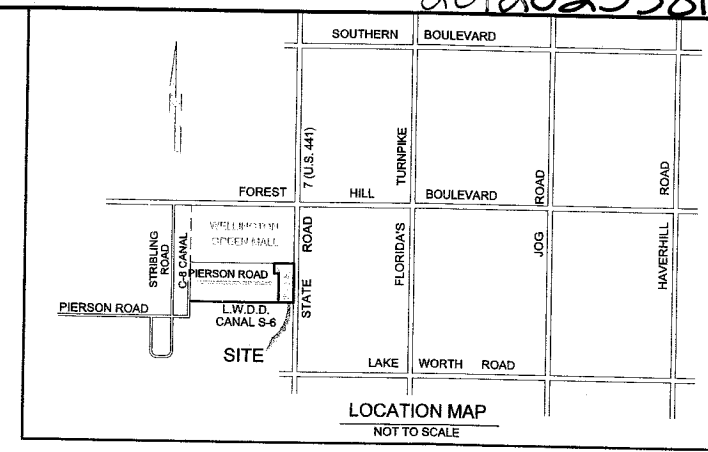 SOUTHERN BOULEVARD
7 (U.S. 441)
TURNPIKE
FOREST HILL BOULEVARD
ROAD
ROAD
WELLINGTON
GREEN MALL
STRIBLING
ROAD
C-8 CANAL
PIERSON ROAD
ROAD
STATE
FLORIDA'S
JOG
HAVERHILL
PIERSON ROAD
L.W.D.D.
CANAL S-6
SITE
LAKE WORTH ROAD
LOCATION MAP
NOT TO SCALE